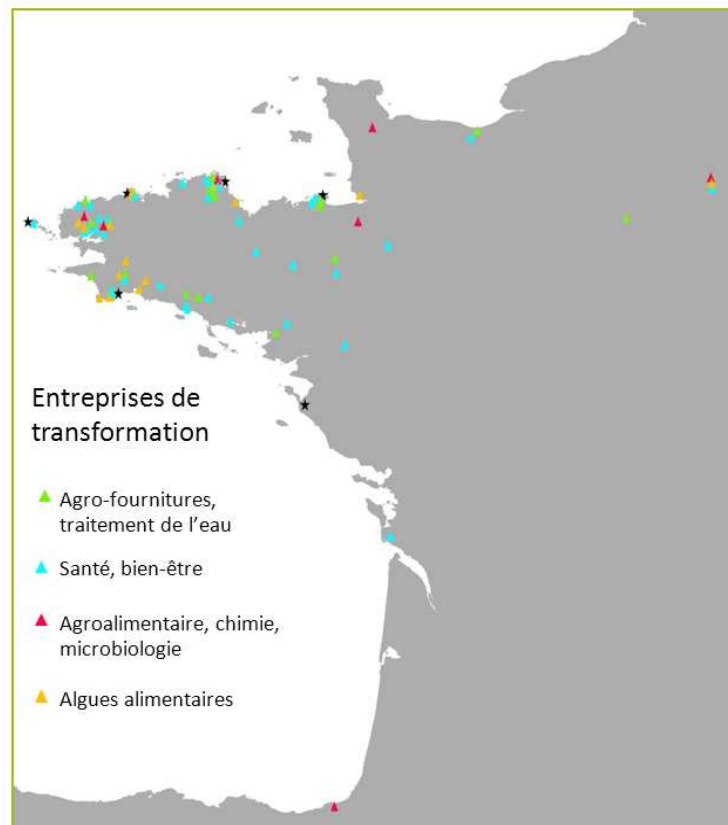 Entreprises de
transformation
Agro-fournitures,
traitement de l'eau
Santé, bien-être
Agroalimentaire, chimie,
microbiologie
Algues alimentaires